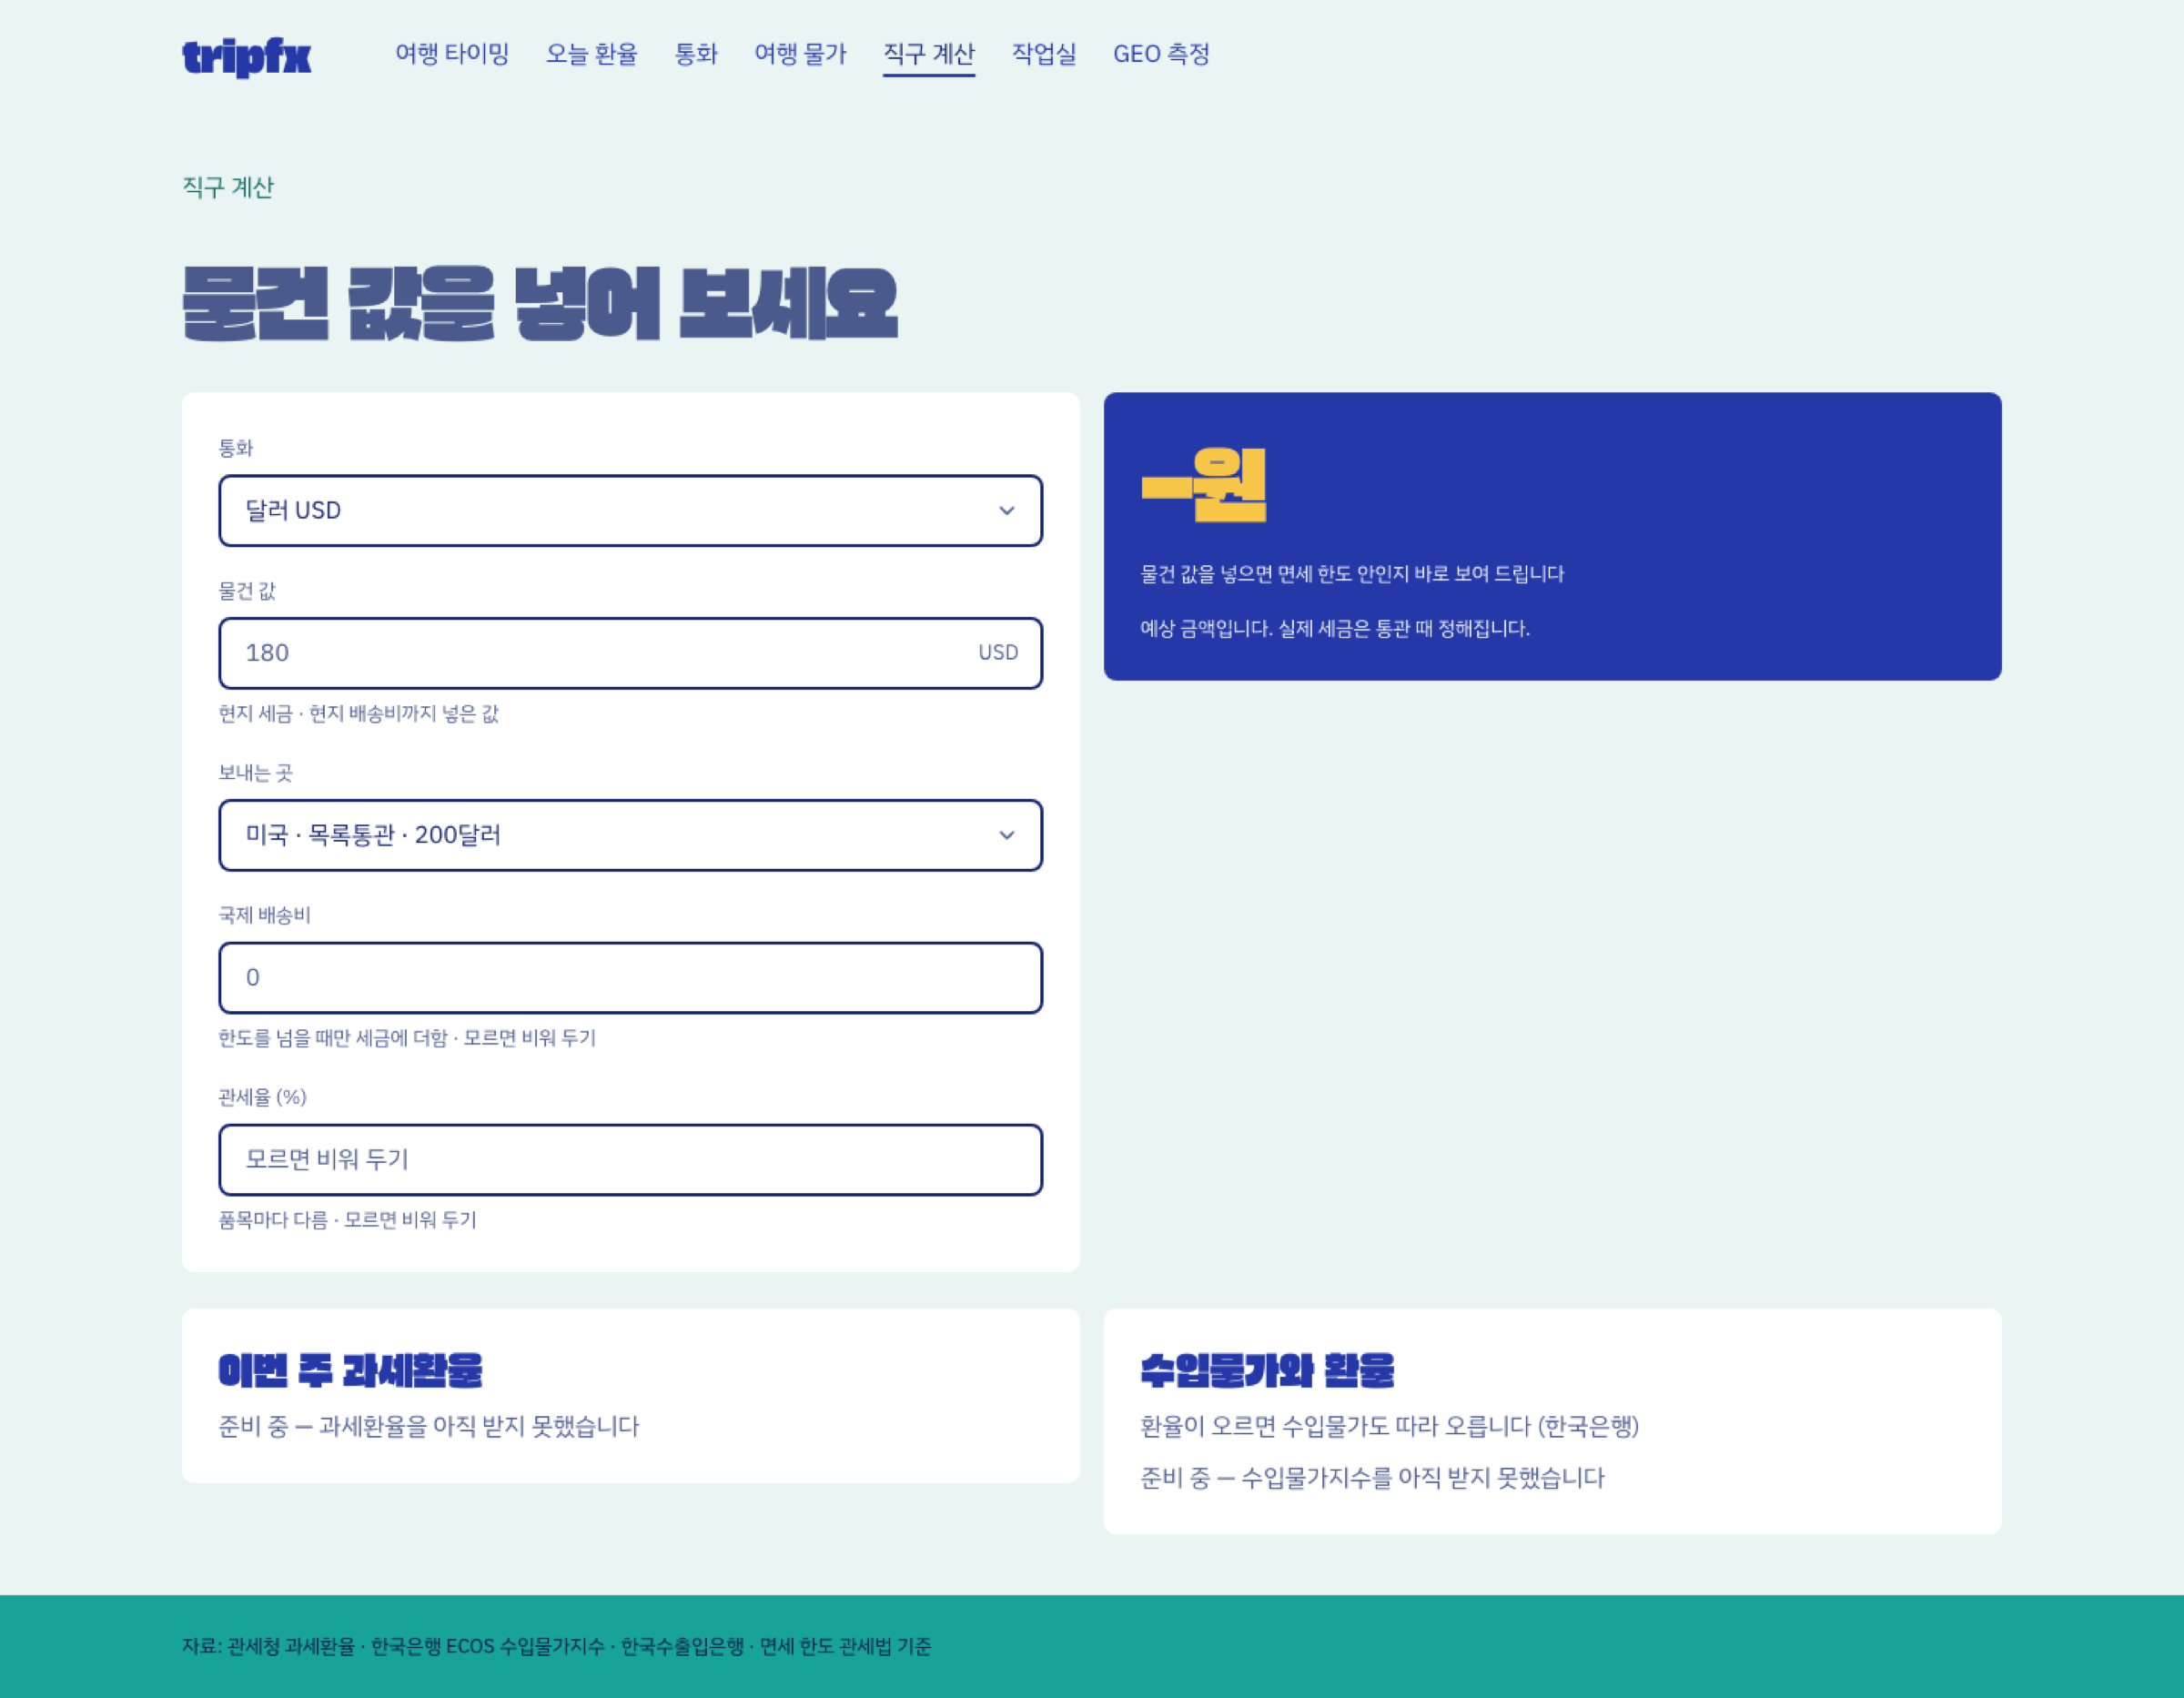 tripfx
여행 타이밍
오늘 환율
통화
여행 물가
직구 계산
작업실
GEO 측정
직구 계산
물건 값을 넣어 보세요
통화
달러 USD
물건 값
180
USD
현지 세금 · 현지 배송비까지 넣은 값
보내는 곳
미국 · 목록통관 · 200달러
국제 배송비
0
한도를 넘을 때만 세금에 더함 · 모르면 비워 두기
관세율 (%)
모르면 비워 두기
품목마다 다름 · 모르면 비워 두기
—원
물건 값을 넣으면 면세 한도 안인지 바로 보여 드립니다
예상 금액입니다. 실제 세금은 통관 때 정해집니다.
이번 주 과세환율
준비 중 — 과세환율을 아직 받지 못했습니다
수입물가와 환율
환율이 오르면 수입물가도 따라 오릅니다 (한국은행)
준비 중 — 수입물가지수를 아직 받지 못했습니다
자료: 관세청 과세환율 · 한국은행 ECOS 수입물가지수 · 한국수출입은행 · 면세 한도 관세법 기준